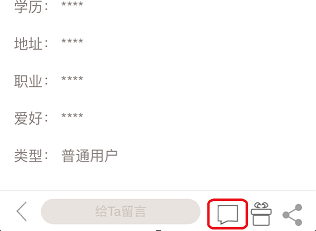 学历： ****
地址： ****
职业： ****
爱好： ****
类型： 普通用户
给Ta留言